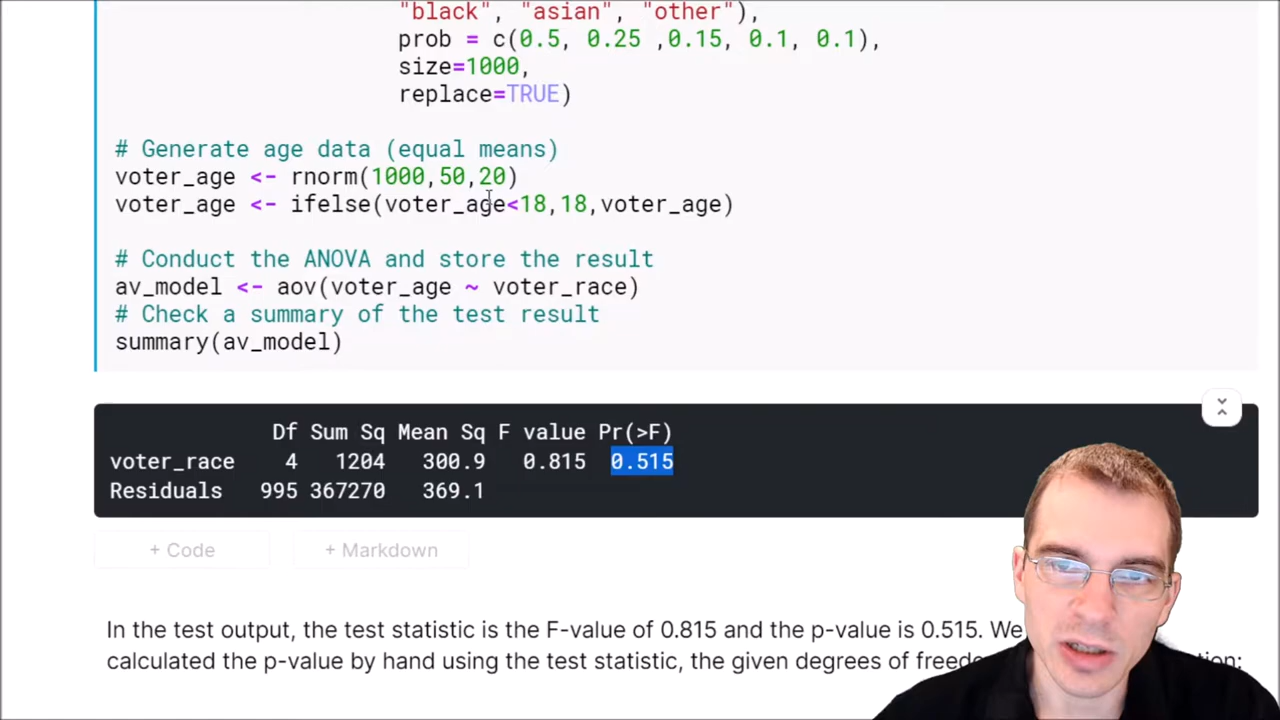 "black", "asian", "other"),
prob = c(0.5, 0.25 ,0.15, 0.1, 0.1),
size=1000,
replace=TRUE)
# Generate age data (equal means)
voter_age <- rnorm(1000,50,20)
voter_age <- ifelse(voter_age<18,18,voter_age)
# Conduct the ANOVA and store the result
av_model <- aov(voter_age ~ voter_race)
# Check a summary of the test result
summary(av_model)
Df Sum Sq Mean Sq F value Pr(>F)
voter_race 4 1204 300.9 0.815 0.515
Residuals 995 367270 369.1
+ Code + Markdown
In the test output, the test statistic is the F-value of 0.815 and the p-value is 0.515. We
calculated the p-value by hand using the test statistic, the given degrees of